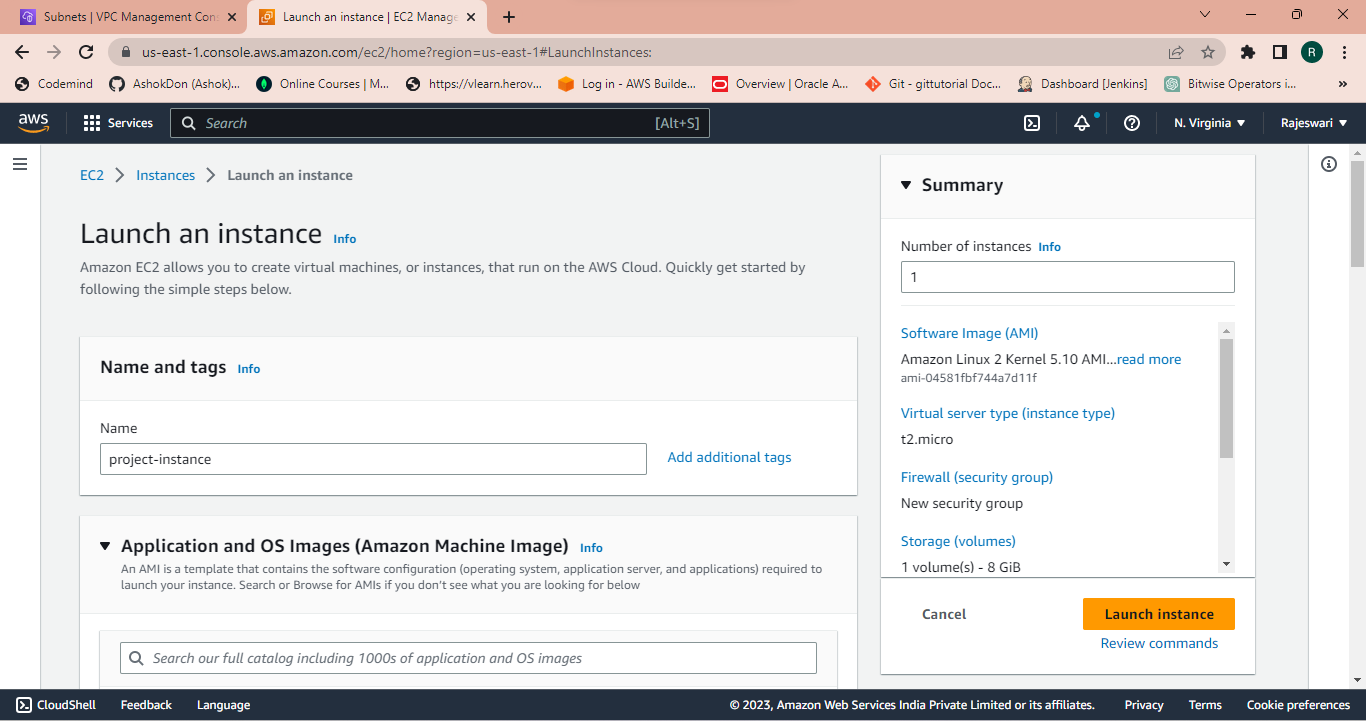 Subnets | VPC Management Con
Launch an instance | EC2 Manage
us-east-1.console.aws.amazon.com/ec2/home?region=us-east-1#LaunchInstances:
R
Codemind
AshokDon (Ashok)...
Online Courses | M...
https://vlearn.herov...
Log in - AWS Builde...
Overview | Oracle A...
Git - gittutorial Doc...
Dashboard [Jenkins]
Bitwise Operators i...
»
aws
Services
Search
[Alt+S]
N. Virginia
Rajeswari
EC2
Instances
Launch an instance
Launch an instance Info
Amazon EC2 allows you to create virtual machines, or instances, that run on the AWS Cloud. Quickly get started by
following the simple steps below.
Name and tags Info
Name
project-instance
Add additional tags
Application and OS Images (Amazon Machine Image) Info
An AMI is a template that contains the software configuration (operating system, application server, and applications) required to
launch your instance. Search or Browse for AMIs if you don't see what you are looking for below
Search our full catalog including 1000s of application and OS images
Summary
Number of instances Info
1
Software Image (AMI)
Amazon Linux 2 Kernel 5.10 AMI...read more
ami-04581fbf744a7d11f
Virtual server type (instance type)
t2.micro
Firewall (security group)
New security group
Storage (volumes)
1 volume(s) - 8 GiB
Cancel
Launch instance
Review commands
CloudShell
Feedback
Language
© 2023, Amazon Web Services India Private Limited or its affiliates.
Privacy
Terms
Cookie preferences